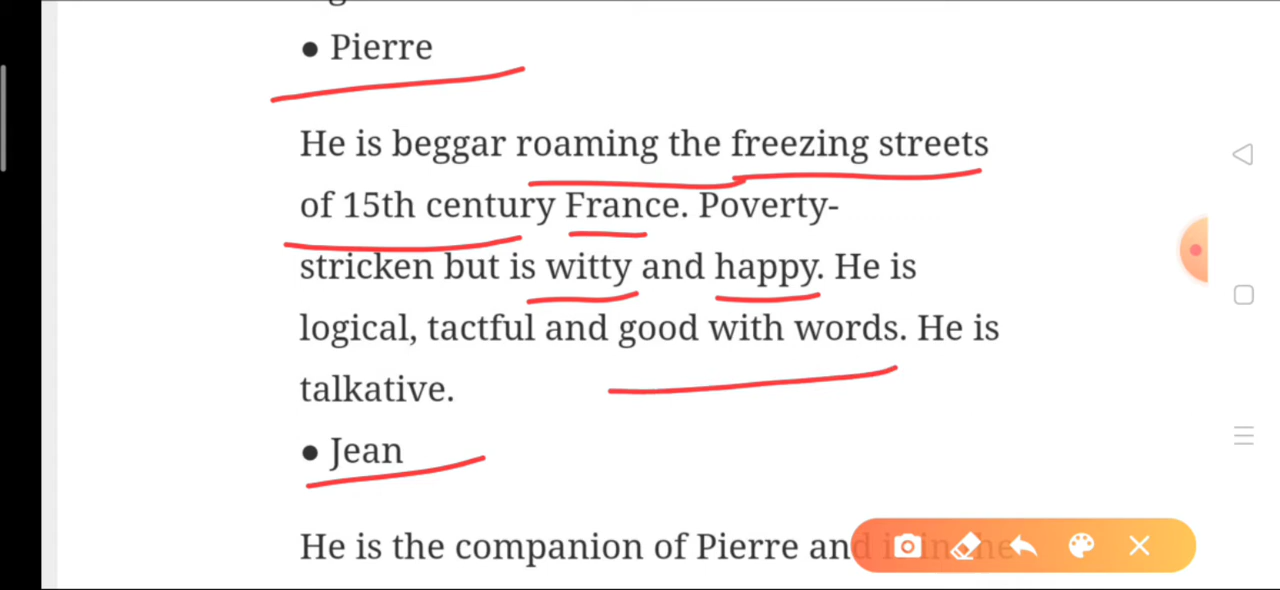 ● Pierre
He is beggar roaming the freezing streets
of 15th century France. Poverty-
stricken but is witty and happy. He is
logical, tactful and good with words. He is
talkative.
● Jean
He is the companion of Pierre and